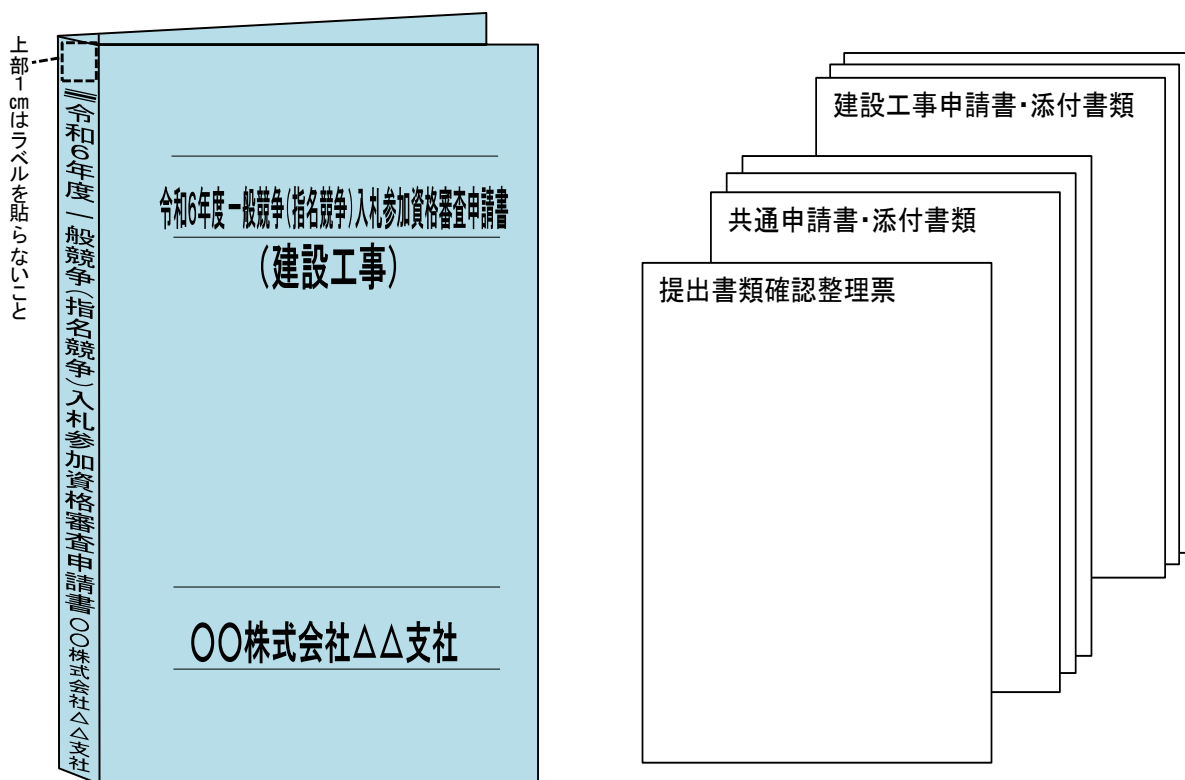 上部1cmはラベルを貼らないこと
令和6年度 一般競争(指名競争)入札参加資格審査申請書 〇〇株式会社△△支社
令和6年度 一般競争(指名競争)入札参加資格審査申請書
(建設工事)
〇〇株式会社△△支社
建設工事申請書・添付書類
共通申請書・添付書類
提出書類確認整理票